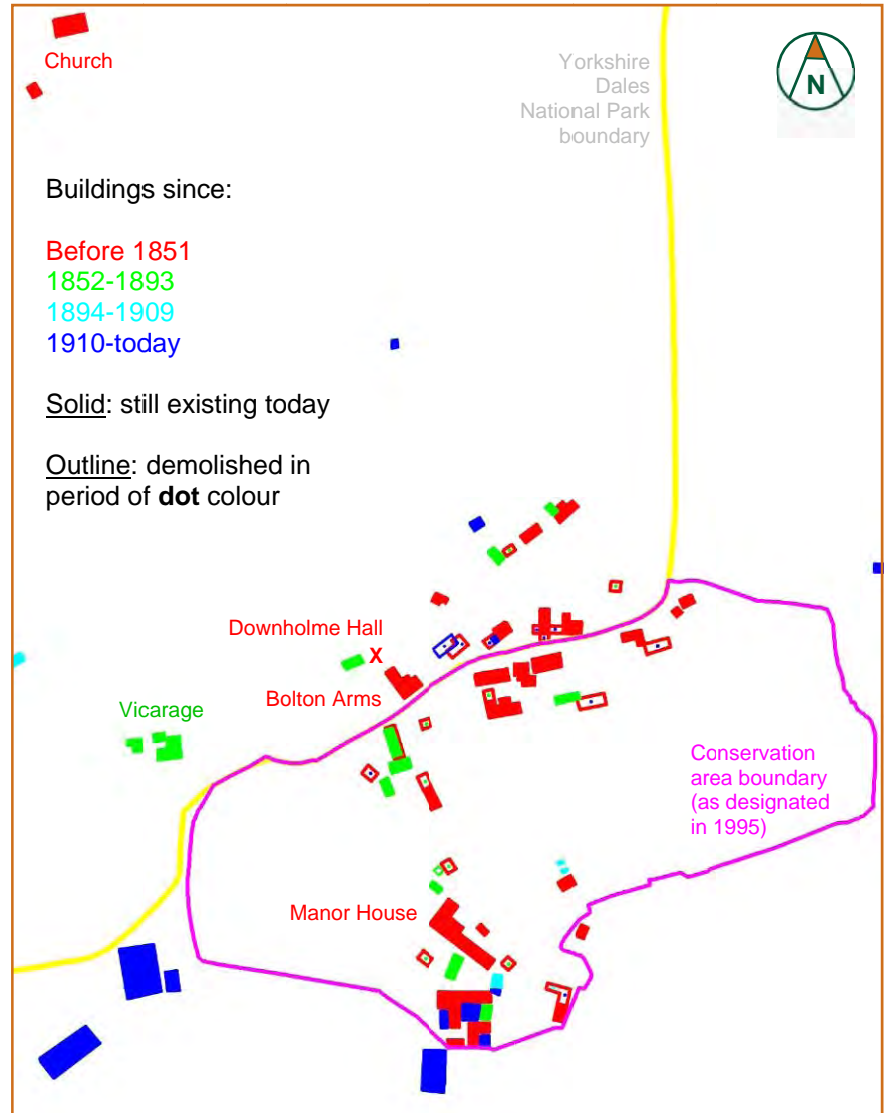 Church
Yorkshire
Dales
National Park
boundary
N
Buildings since:
Before 1851
1852-1893
1894-1909
1910-today
Solid: still existing today
Outline: demolished in
period of dot colour
Downholme Hall
X
Bolton Arms
Vicarage
Conservation
area boundary
(as designated
in 1995)
Manor House